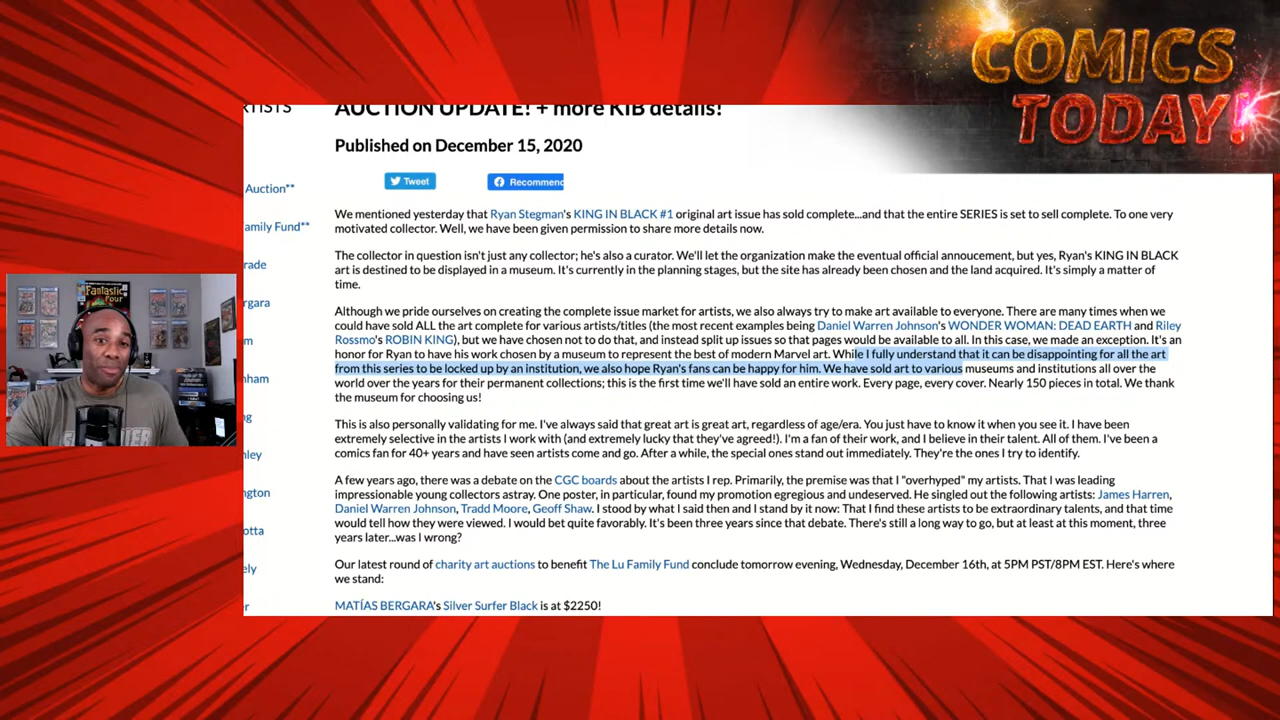 COMICS
TODAY!
RTISTS
AUCTION UPDATE! + more KIB details!
Published on December 15, 2020
Tweet
Recommend
Auction**
amily Fund**
rade
rgara
m
nham
ng
nley
ngton
otta
ely
r
We mentioned yesterday that Ryan Stegman's KING IN BLACK #1 original art issue has sold complete...and that the entire SERIES is set to sell complete. To one very
motivated collector. Well, we have been given permission to share more details now.
The collector in question isn't just any collector; he's also a curator. We'll let the organization make the eventual official annoucement, but yes, Ryan's KING IN BLACK
art is destined to be displayed in a museum. It's currently in the planning stages, but the site has already been chosen and the land acquired. It's simply a matter of
time.
Although we pride ourselves on creating the complete issue market for artists, we also always try to make art available to everyone. There are many times when we
could have sold ALL the art complete for various artists/titles (the most recent examples being Daniel Warren Johnson's WONDER WOMAN: DEAD EARTH and Riley
Rossmo's ROBIN KING), but we have chosen not to do that, and instead split up issues so that pages would be available to all. In this case, we made an exception. It's an
honor for Ryan to have his work chosen by a museum to represent the best of modern Marvel art. While I fully understand that it can be disappointing for all the art
from this series to be locked up by an institution, we also hope Ryan's fans can be happy for him. We have sold art to various museums and institutions all over the
world over the years for their permanent collections; this is the first time we'll have sold an entire work. Every page, every cover. Nearly 150 pieces in total. We thank
the museum for choosing us!
This is also personally validating for me. I've always said that great art is great art, regardless of age/era. You just have to know it when you see it. I have been
extremely selective in the artists I work with (and extremely lucky that they've agreed!). I'm a fan of their work, and I believe in their talent. All of them. I've been a
comics fan for 40+ years and have seen artists come and go. After a while, the special ones stand out immediately. They're the ones I try to identify.
A few years ago, there was a debate on the CGC boards about the artists I rep. Primarily, the premise was that I "overhyped" my artists. That I was leading
impressionable young collectors astray. One poster, in particular, found my promotion egregious and undeserved. He singled out the following artists: James Harren,
Daniel Warren Johnson, Tradd Moore, Geoff Shaw. I stood by what I said then and I stand by it now: That I find these artists to be extraordinary talents, and that time
would tell how they were viewed. I would bet quite favorably. It's been three years since that debate. There's still a long way to go, but at least at this moment, three
years later...was I wrong?
Our latest round of charity art auctions to benefit The Lu Family Fund conclude tomorrow evening, Wednesday, December 16th, at 5PM PST/8PM EST. Here's where
we stand:
MATÍAS BERGARA's Silver Surfer Black is at $2250!
Fantastic
Four